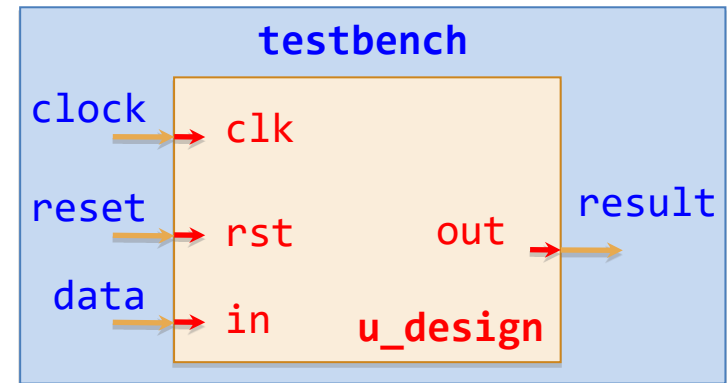 testbench
clock
clk
reset
rst
out
result
data
in
u_design